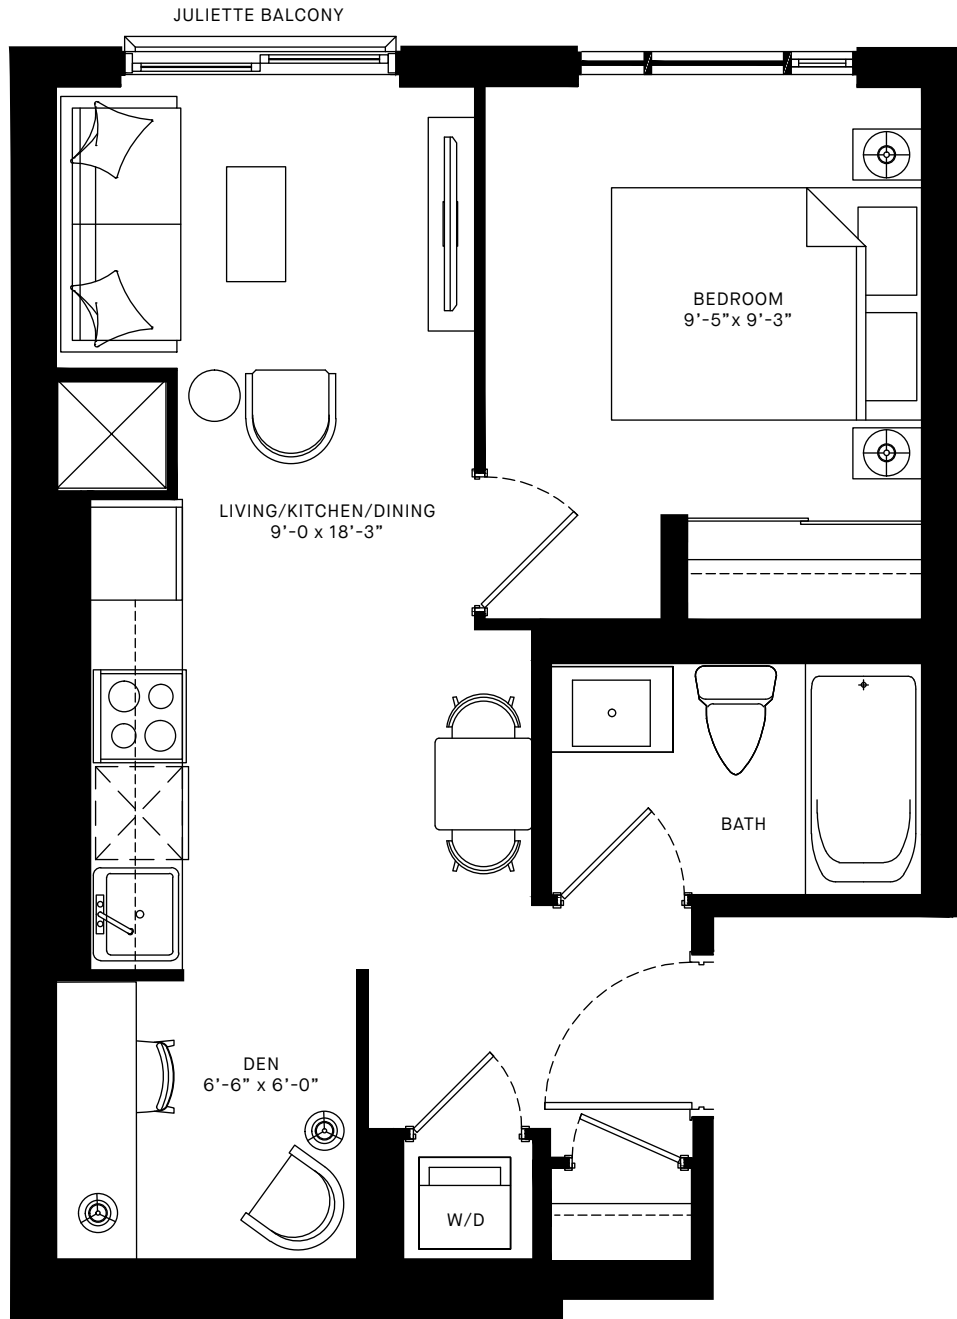 JULIETTE BALCONY
BEDROOM
9’-5”x 9’-3”
LIVING/KITCHEN/DINING
9’-0 x 18’-3”
BATH
DEN
6’-6” x 6’-0”
W/D